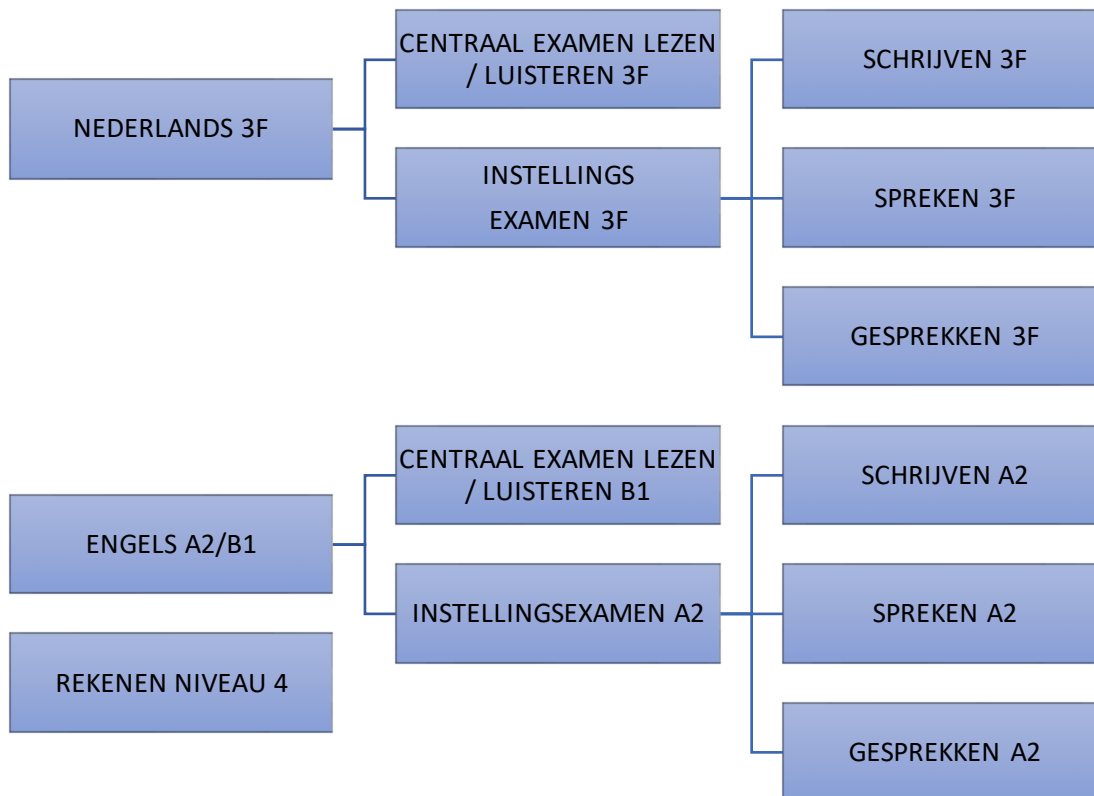 NEDERLANDS 3F
CENTRAAL EXAMEN LEZEN
/ LUISTEREN 3F
INSTELLINGS
EXAMEN 3F
SCHRIJVEN 3F
SPREKEN 3F
GESPREKKEN 3F
ENGELS A2/B1
CENTRAAL EXAMEN LEZEN
/ LUISTEREN B1
INSTELLINGSEXAMEN A2
SCHRIJVEN A2
SPREKEN A2
GESPREKKEN A2
REKENEN NIVEAU 4